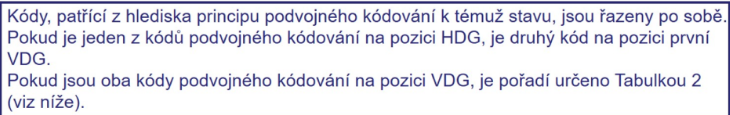 Kódy, patřící z hlediska principu podvojného kódování k témuž stavu, jsou řazeny po sobě.
Pokud je jeden z kódů podvojného kódování na pozici HDG, je druhý kód na pozici první
VDG.
Pokud jsou oba kódy podvojného kódování na pozici VDG, je pořadí určeno Tabulkou 2
(viz níže).